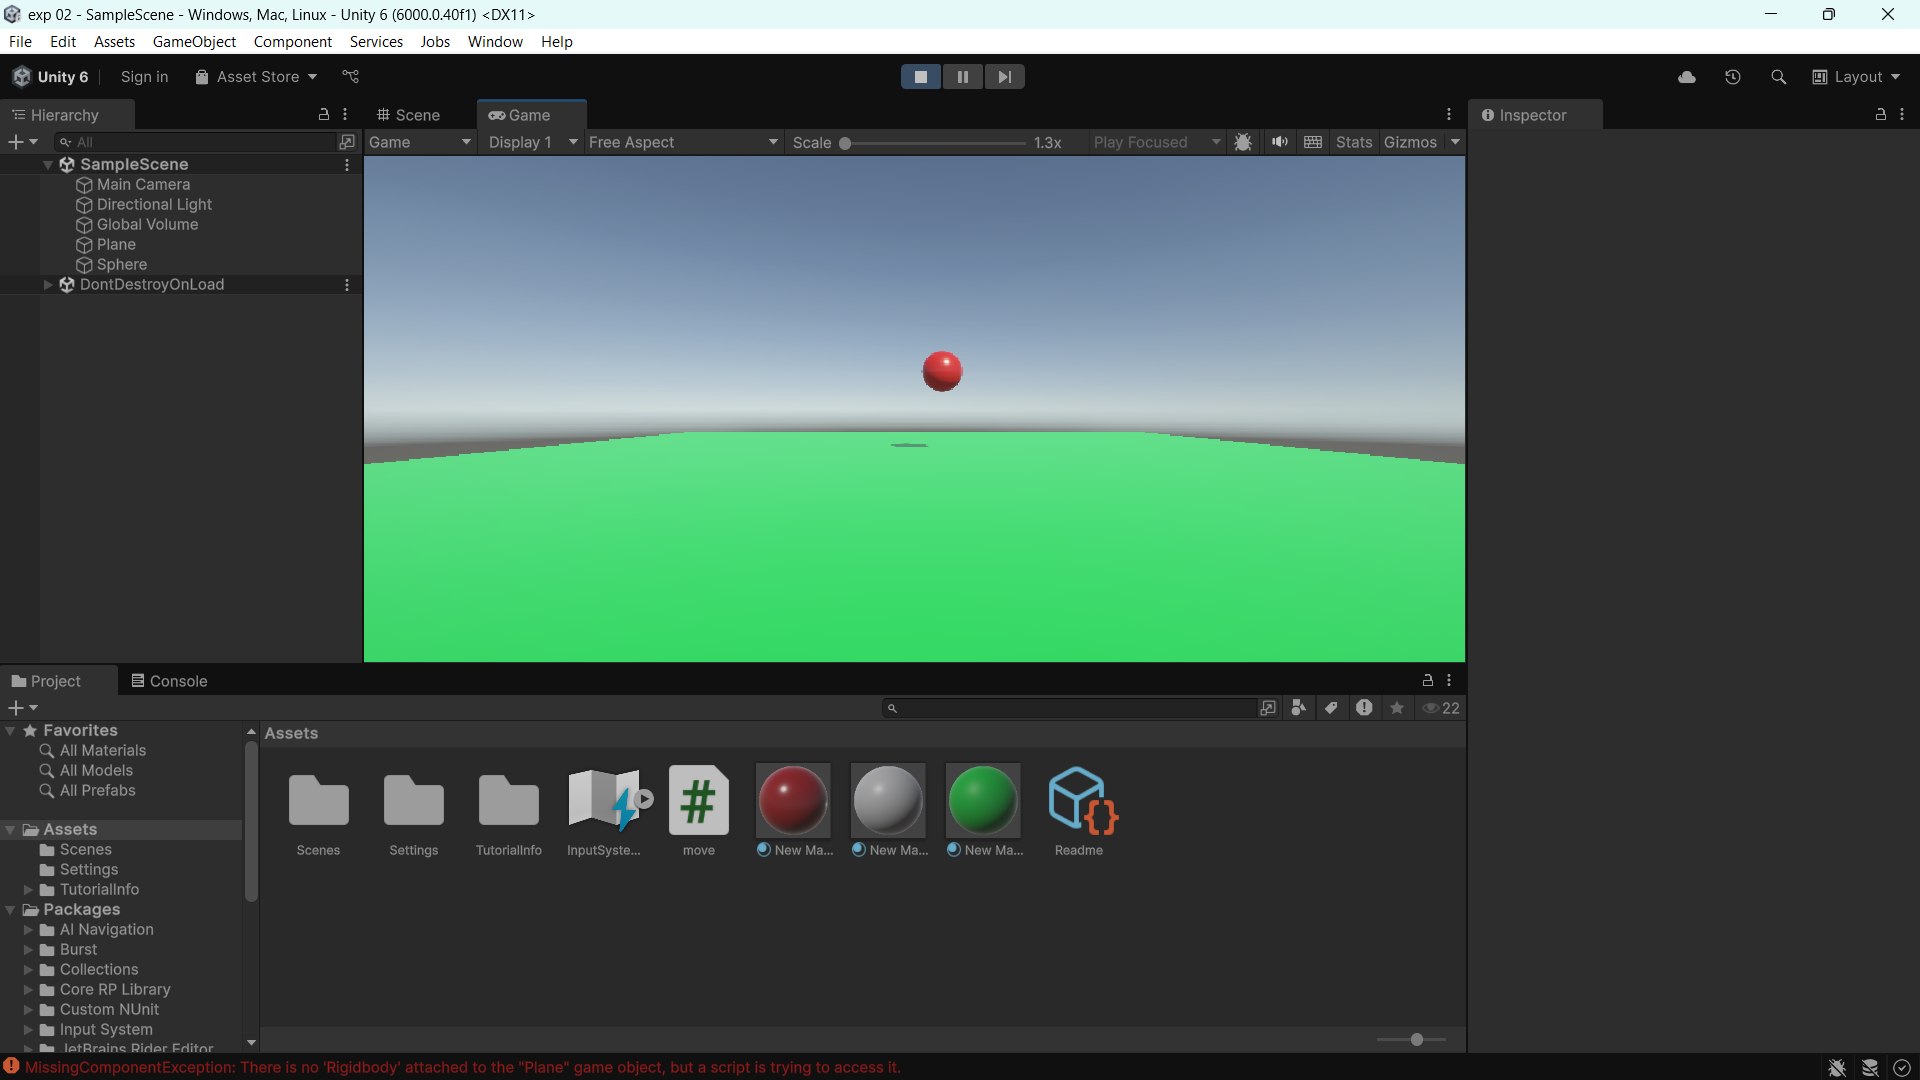 exp 02 - SampleScene - Windows, Mac, Linux - Unity 6 (6000.0.40f1) <DX11>
File Edit Assets GameObject Component Services Jobs Window Help
Unity 6 Sign in Asset Store Layout
Hierarchy Scene Game Inspector
All Game Display 1 Free Aspect Scale 1.3x Play Focused Stats Gizmos
SampleScene
Main Camera
Directional Light
Global Volume
Plane
Sphere
DontDestroyOnLoad
Project Console
22
Favorites
All Materials
All Models
All Prefabs
Assets
Scenes
Settings
TutorialInfo
Packages
AI Navigation
Burst
Collections
Core RP Library
Custom NUnit
Input System
JetBrains Rider Editor
Assets
Scenes Settings TutorialInfo InputSyste... move New Ma... New Ma... New Ma... Readme
MissingComponentException: There is no 'Rigidbody' attached to the "Plane" game object, but a script is trying to access it.